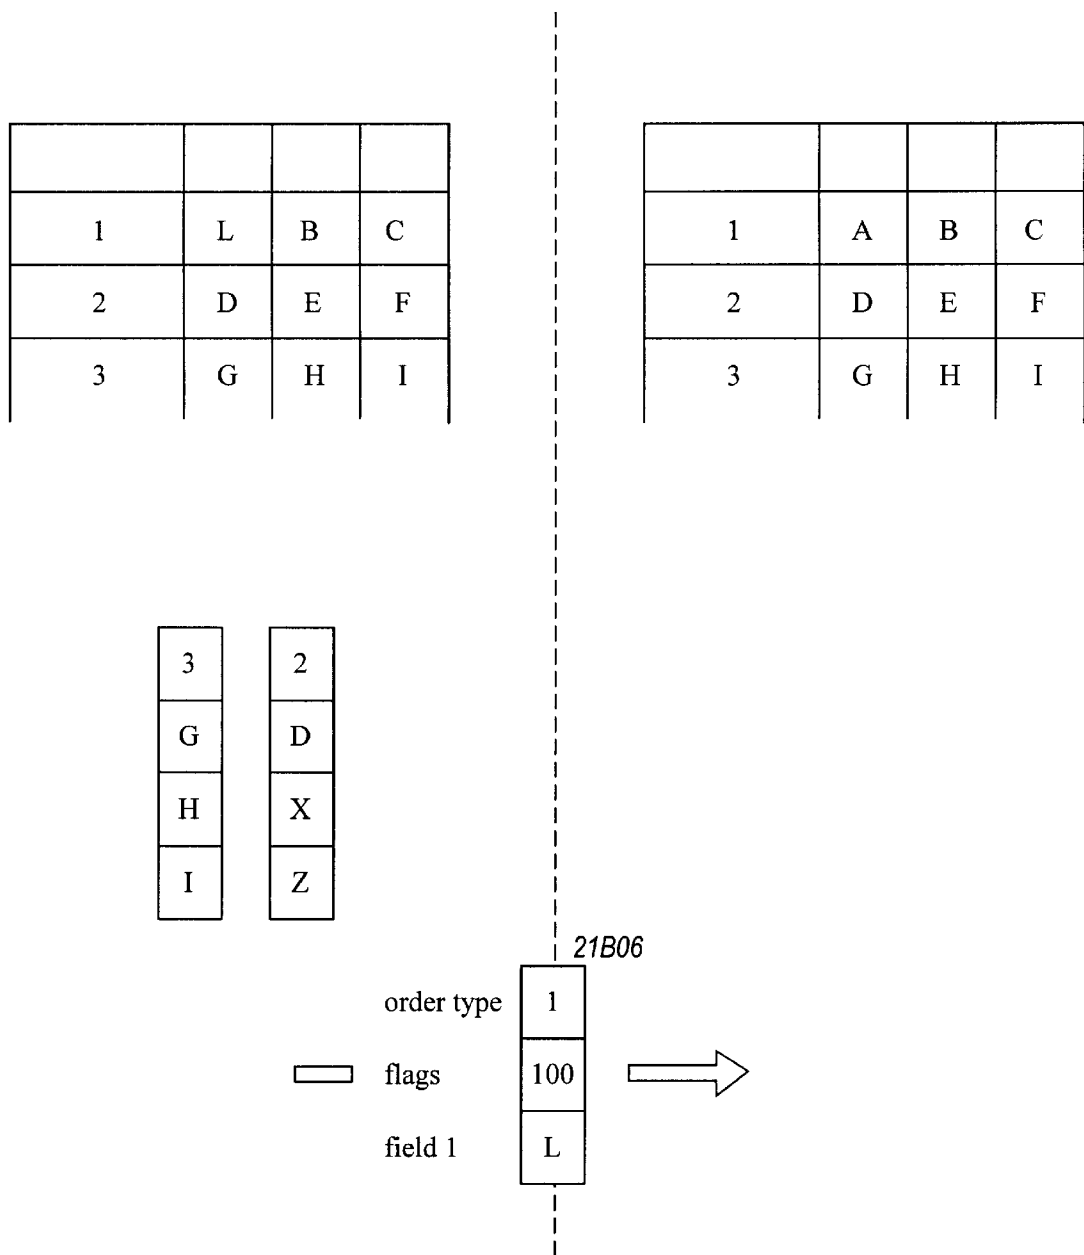 1 L B C
2 D E F
3 G H I
1 A B C
2 D E F
3 G H I
3 2
G D
H X
I Z
21B06
order type 1
flags 100
field 1 L